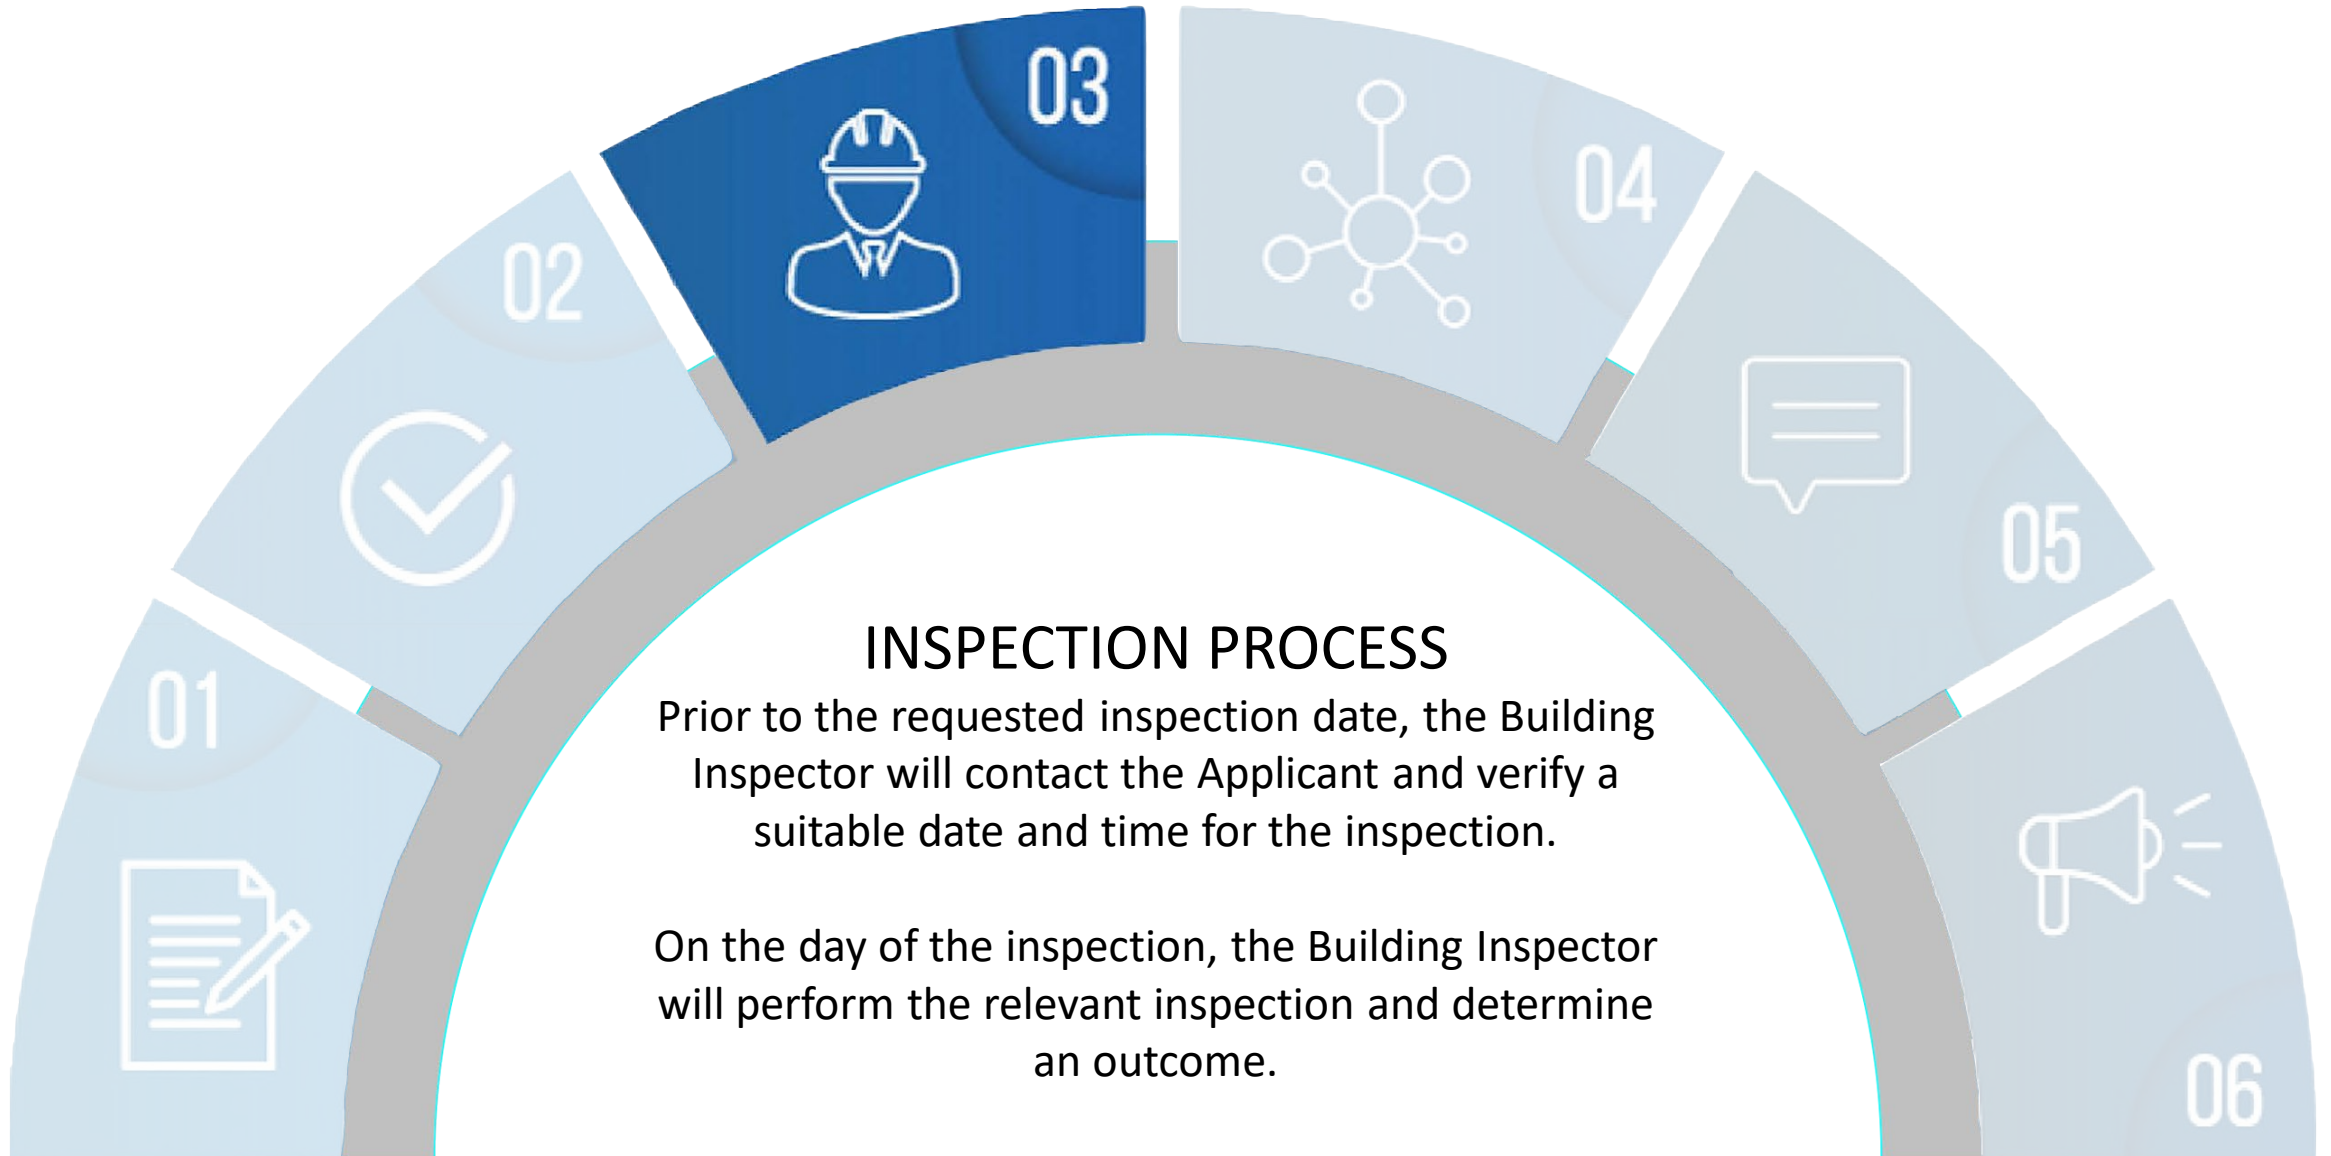 01
02
03
04
05
06
INSPECTION PROCESS
Prior to the requested inspection date, the Building
Inspector will contact the Applicant and verify a
suitable date and time for the inspection.
On the day of the inspection, the Building Inspector
will perform the relevant inspection and determine
an outcome.